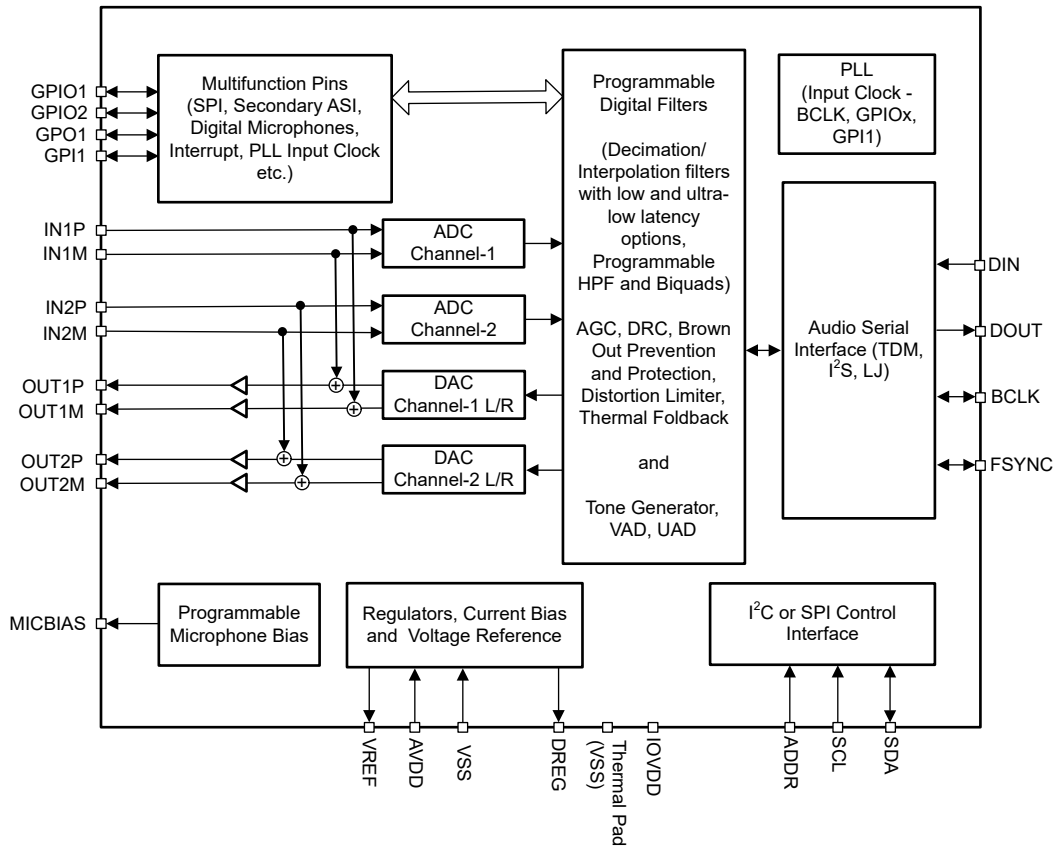 GPIO1
GPIO2
GPO1
GPI1
Multifunction Pins
(SPI, Secondary ASI,
Digital Microphones,
Interrupt, PLL Input Clock
etc.)
Programmable
Digital Filters
(Decimation/
Interpolation filters
with low and ultra-
low latency
options,
Programmable
HPF and Biquads)
AGC, DRC, Brown
Out Prevention
and Protection,
Distortion Limiter,
Thermal Foldback
and
Tone Generator,
VAD, UAD
PLL
(Input Clock -
BCLK, GPIOx,
GPI1)
IN1P
IN1M
ADC
Channel-1
IN2P
IN2M
ADC
Channel-2
OUT1P
OUT1M
DAC
Channel-1 L/R
OUT2P
OUT2M
DAC
Channel-2 L/R
Audio Serial
Interface (TDM,
I²S, LJ)
DIN
DOUT
BCLK
FSYNC
MICBIAS
Programmable
Microphone Bias
Regulators, Current Bias
and Voltage Reference
I²C or SPI Control
Interface
VREF
AVDD
VSS
DREG
Thermal Pad
(VSS)
IOVDD
ADDR
SCL
SDA